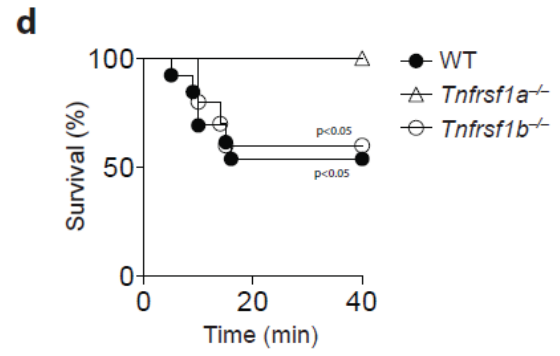 d
100
50
0
0
20
40
Survival (%)
Time (min)
p<0.05
p<0.05
WT
Tnfrsf1a–/–
Tnfrsf1b–/–